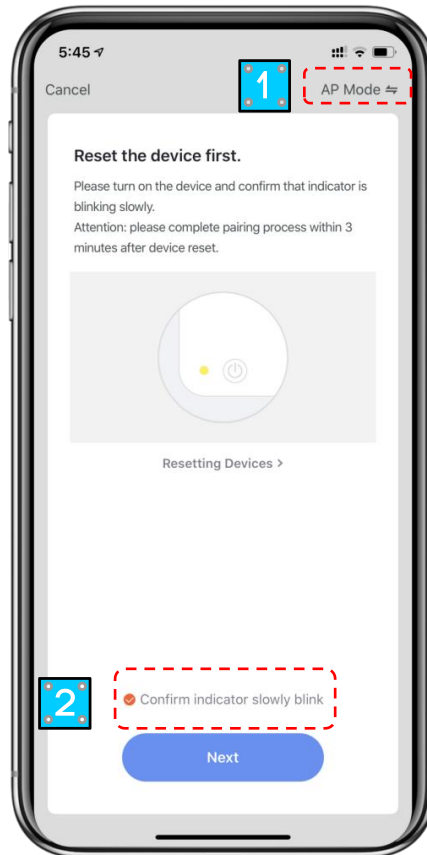 5:45
1
Cancel
AP Mode
Reset the device first.
Please turn on the device and confirm that indicator is
blinking slowly.
Attention: please complete pairing process within 3
minutes after device reset.
Resetting Devices >
2
Confirm indicator slowly blink
Next